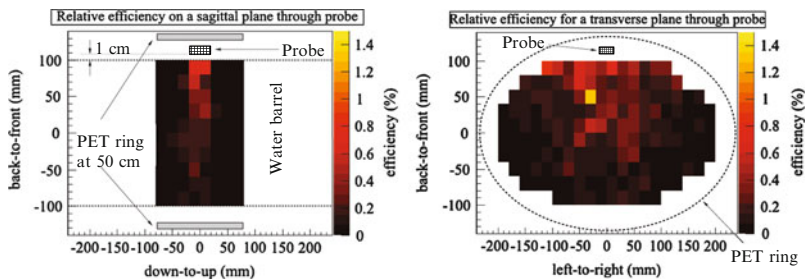 Relative efficiency on a sagittal plane through probe
1 cm
Probe
Water barrel
PET ring
at 50 cm
back-to-front (mm)
100
50
0
-50
-100
-200 -150 -100 -50 0 50 100 150 200
down-to-up (mm)
1.4
1.2
1
0.8
0.6
0.4
0.2
0
efficiency (%)
Relative efficiency for a transverse plane through probe
Probe
back-to-front (mm)
100
50
0
-50
-100
-200 -150 -100 -50 0 50 100 150 200
left-to-right (mm)
PET ring
1.4
1.2
1
0.8
0.6
0.4
0.2
0
efficiency (%)